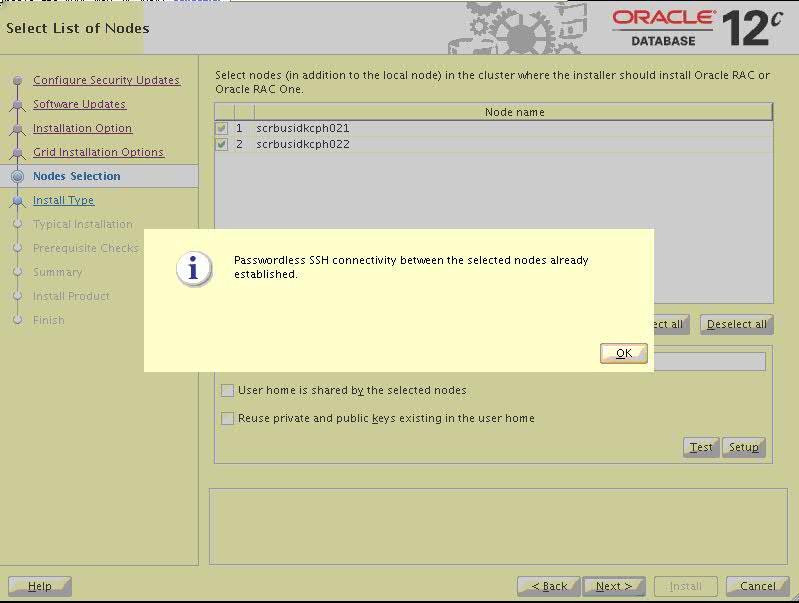 Select List of Nodes
ORACLE
DATABASE
12c
Configure Security Updates
Software Updates
Installation Option
Grid Installation Options
Nodes Selection
Install Type
Typical Installation
Prerequisite Checks
Summary
Install Product
Finish
Select nodes (in addition to the local node) in the cluster where the installer should install Oracle RAC or
Oracle RAC One.
Node name
1 scrbusidkcph021
2 scrbusidkcph022
Passwordless SSH connectivity between the selected nodes already
established.
OK
ect all
Deselect all
User home is shared by the selected nodes
Reuse private and public keys existing in the user home
Test
Setup
Help
< Back
Next >
Install
Cancel